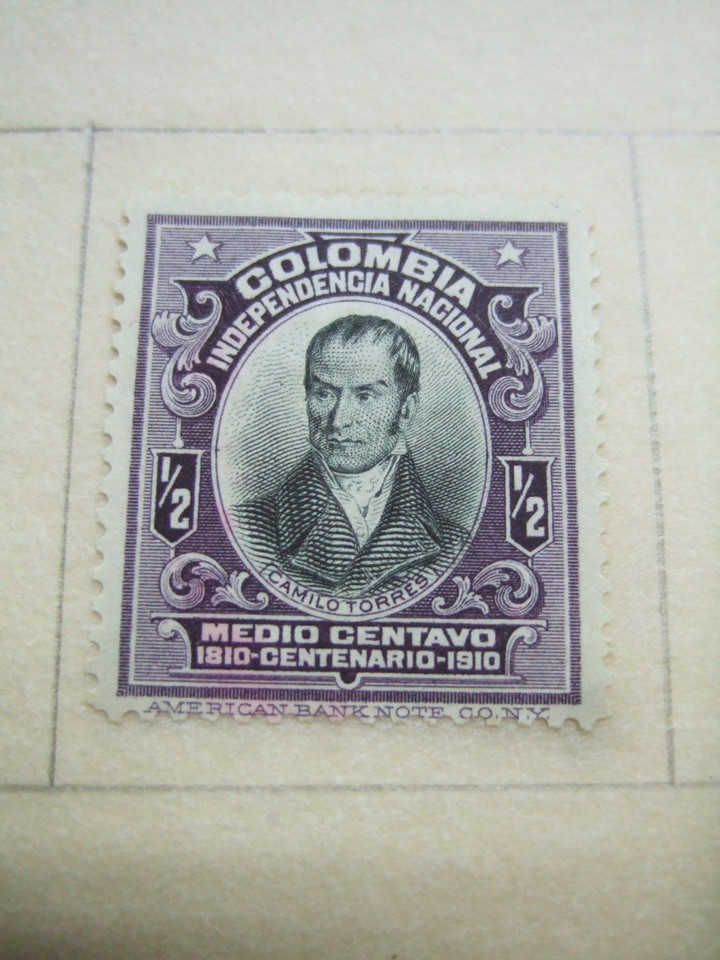 COLOMBIA
INDEPENDENCIA NACIONAL
1/2
1/2
CAMILO TORRES
MEDIO CENTAVO
1810-CENTENARIO-1910
AMERICAN BANK NOTE CO. N.Y.